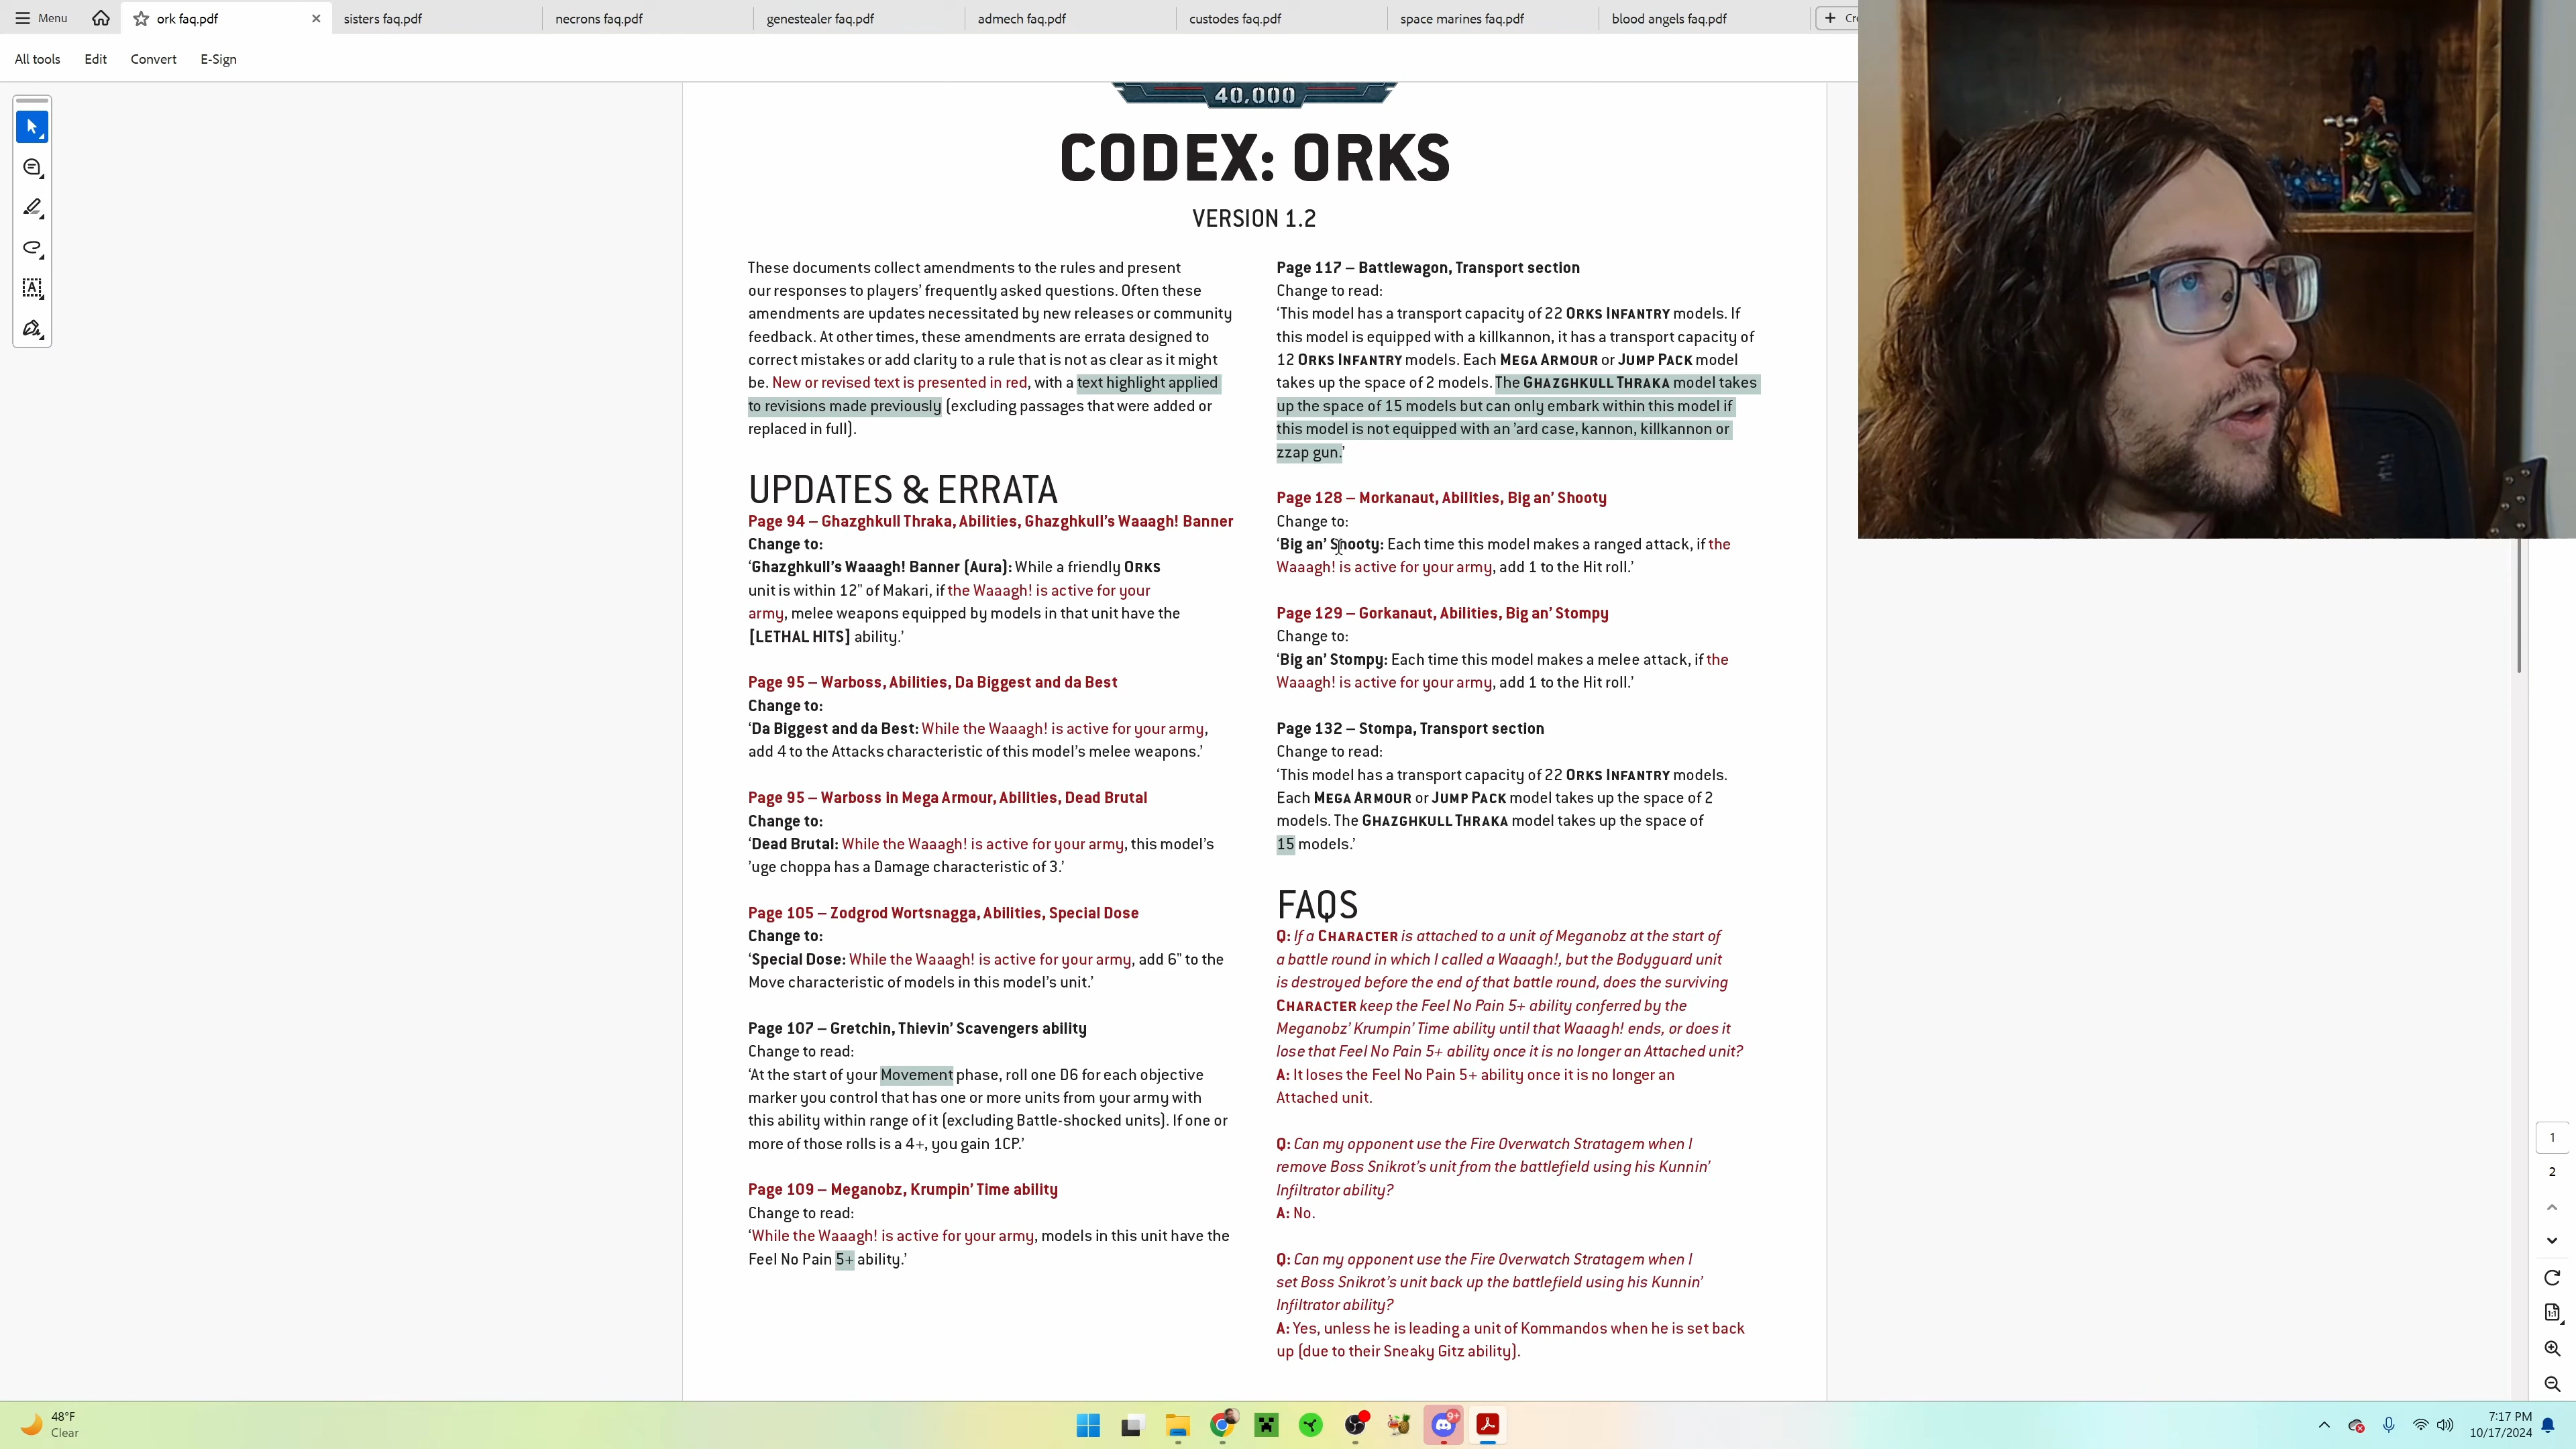 Menu
ork faq.pdf
sisters faq.pdf
necrons faq.pdf
genestealer faq.pdf
admech faq.pdf
custodes faq.pdf
space marines faq.pdf
blood angels faq.pdf
All tools
Edit
Convert
E-Sign
40,000
CODEX: ORKS
VERSION 1.2
These documents collect amendments to the rules and present
our responses to players’ frequently asked questions. Often these
amendments are updates necessitated by new releases or community
feedback. At other times, these amendments are errata designed to
correct mistakes or add clarity to a rule that is not as clear as it might
be. New or revised text is presented in red, with a text highlight applied
to revisions made previously (excluding passages that were added or
replaced in full).
UPDATES & ERRATA
Page 94 – Ghazghkull Thraka, Abilities, Ghazghkull’s Waaagh! Banner
Change to:
‘Ghazghkull’s Waaagh! Banner (Aura): While a friendly ORKS
unit is within 12" of Makari, if the Waaagh! is active for your
army, melee weapons equipped by models in that unit have the
[LETHAL HITS] ability.’
Page 95 – Warboss, Abilities, Da Biggest and da Best
Change to:
‘Da Biggest and da Best: While the Waaagh! is active for your army,
add 4 to the Attacks characteristic of this model’s melee weapons.’
Page 95 – Warboss in Mega Armour, Abilities, Dead Brutal
Change to:
‘Dead Brutal: While the Waaagh! is active for your army, this model’s
’uge choppa has a Damage characteristic of 3.’
Page 105 – Zodgrod Wortsnagga, Abilities, Special Dose
Change to:
‘Special Dose: While the Waaagh! is active for your army, add 6" to the
Move characteristic of models in this model’s unit.’
Page 107 – Gretchin, Thievin’ Scavengers ability
Change to read:
‘At the start of your Movement phase, roll one D6 for each objective
marker you control that has one or more units from your army with
this ability within range of it (excluding Battle-shocked units). If one or
more of those rolls is a 4+, you gain 1CP.’
Page 109 – Meganobz, Krumpin’ Time ability
Change to read:
‘While the Waaagh! is active for your army, models in this unit have the
Feel No Pain 5+ ability.’
Page 117 – Battlewagon, Transport section
Change to read:
‘This model has a transport capacity of 22 ORKS INFANTRY models. If
this model is equipped with a killkannon, it has a transport capacity of
12 ORKS INFANTRY models. Each MEGA ARMOUR or JUMP PACK model
takes up the space of 2 models. The GHAZGHKULL THRAKA model takes
up the space of 15 models but can only embark within this model if
this model is not equipped with an ’ard case, kannon, killkannon or
zzap gun.’
Page 128 – Morkanaut, Abilities, Big an’ Shooty
Change to:
‘Big an’ Shooty: Each time this model makes a ranged attack, if the
Waaagh! is active for your army, add 1 to the Hit roll.’
Page 129 – Gorkanaut, Abilities, Big an’ Stompy
Change to:
‘Big an’ Stompy: Each time this model makes a melee attack, if the
Waaagh! is active for your army, add 1 to the Hit roll.’
Page 132 – Stompa, Transport section
Change to read:
‘This model has a transport capacity of 22 ORKS INFANTRY models.
Each MEGA ARMOUR or JUMP PACK model takes up the space of 2
models. The GHAZGHKULL THRAKA model takes up the space of
15 models.’
FAQS
Q: If a CHARACTER is attached to a unit of Meganobz at the start of
a battle round in which I called a Waaagh!, but the Bodyguard unit
is destroyed before the end of that battle round, does the surviving
CHARACTER keep the Feel No Pain 5+ ability conferred by the
Meganobz’ Krumpin’ Time ability until that Waaagh! ends, or does it
lose that Feel No Pain 5+ ability once it is no longer an Attached unit?
A: It loses the Feel No Pain 5+ ability once it is no longer an
Attached unit.
Q: Can my opponent use the Fire Overwatch Stratagem when I
remove Boss Snikrot’s unit from the battlefield using his Kunnin’
Infiltrator ability?
A: No.
Q: Can my opponent use the Fire Overwatch Stratagem when I
set Boss Snikrot’s unit back up the battlefield using his Kunnin’
Infiltrator ability?
A: Yes, unless he is leading a unit of Kommandos when he is set back
up (due to their Sneaky Gitz ability).
1
2
48°F
Clear
9+
7:17 PM
10/17/2024